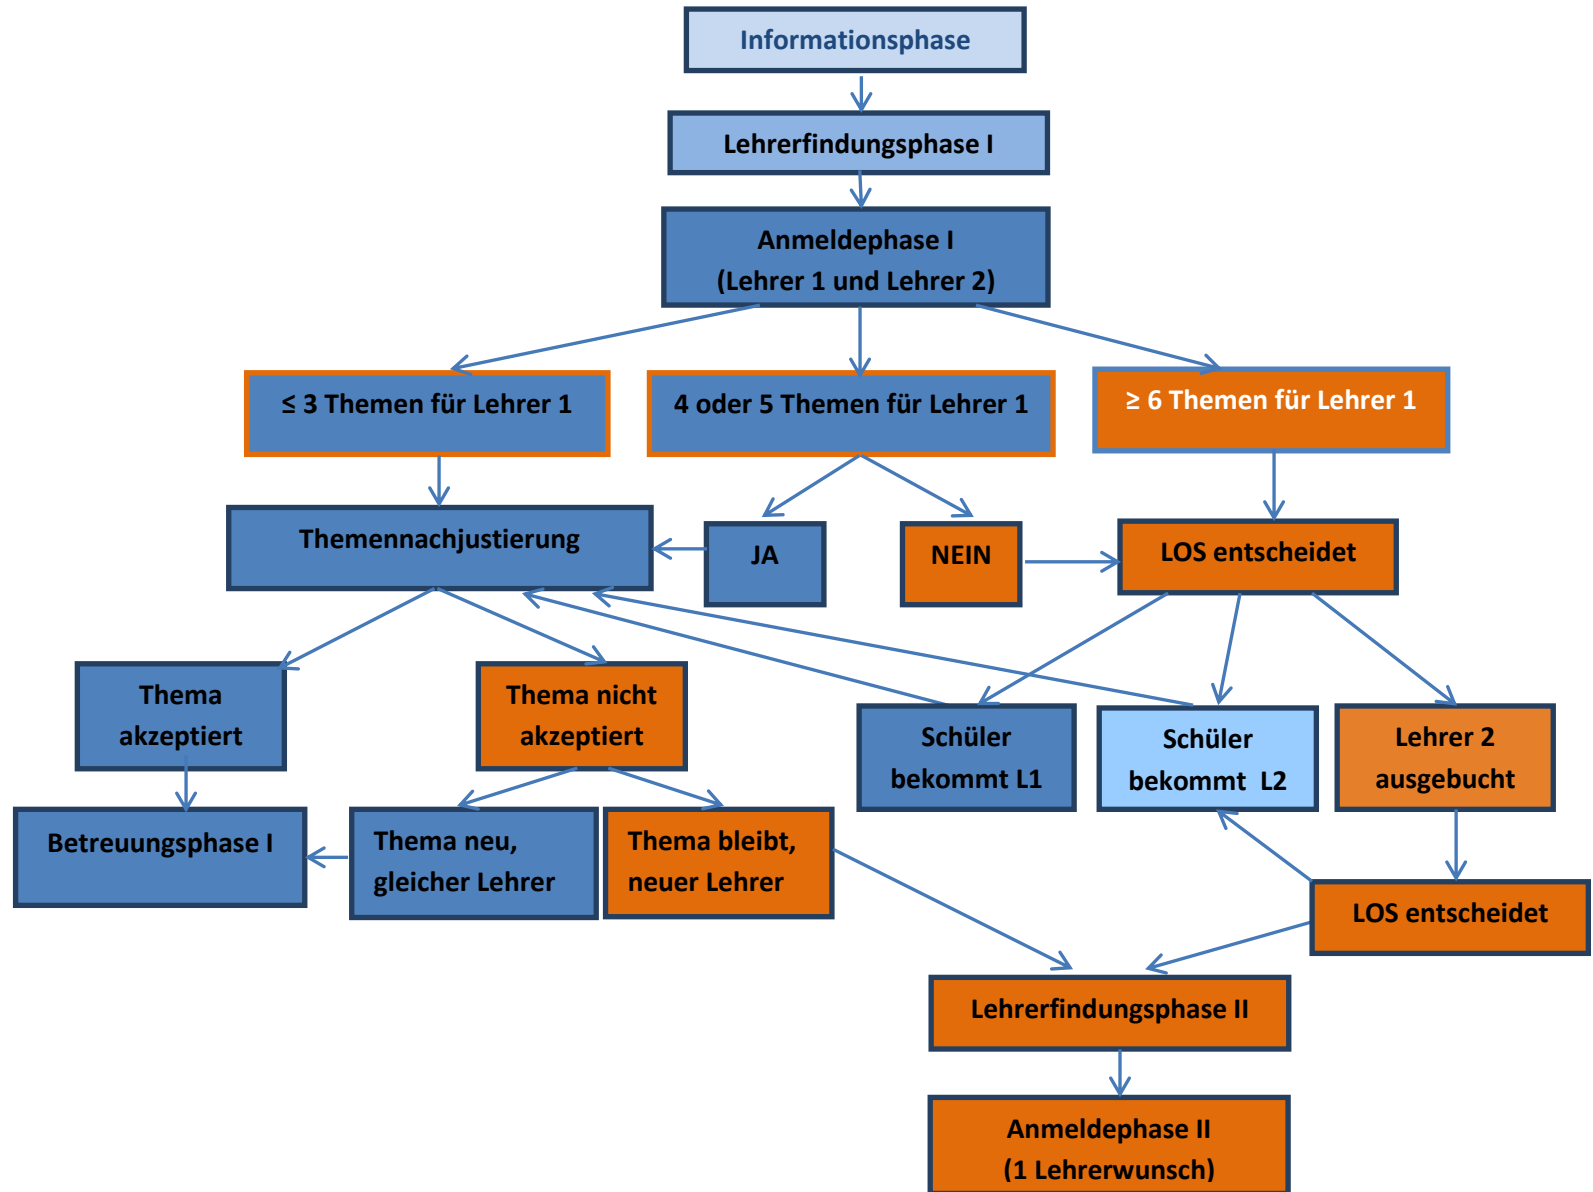 Informationsphase
Lehrerfindungsphase I
Anmeldephase I
(Lehrer 1 und Lehrer 2)
≤ 3 Themen für Lehrer 1
4 oder 5 Themen für Lehrer 1
≥ 6 Themen für Lehrer 1
Themennachjustierung
JA
NEIN
LOS entscheidet
Thema
akzeptiert
Thema nicht
akzeptiert
Schüler
bekommt L1
Schüler
bekommt L2
Lehrer 2
ausgebucht
Betreuungsphase I
Thema neu,
gleicher Lehrer
Thema bleibt,
neuer Lehrer
LOS entscheidet
Lehrerfindungsphase II
Anmeldephase II
(1 Lehrerwunsch)